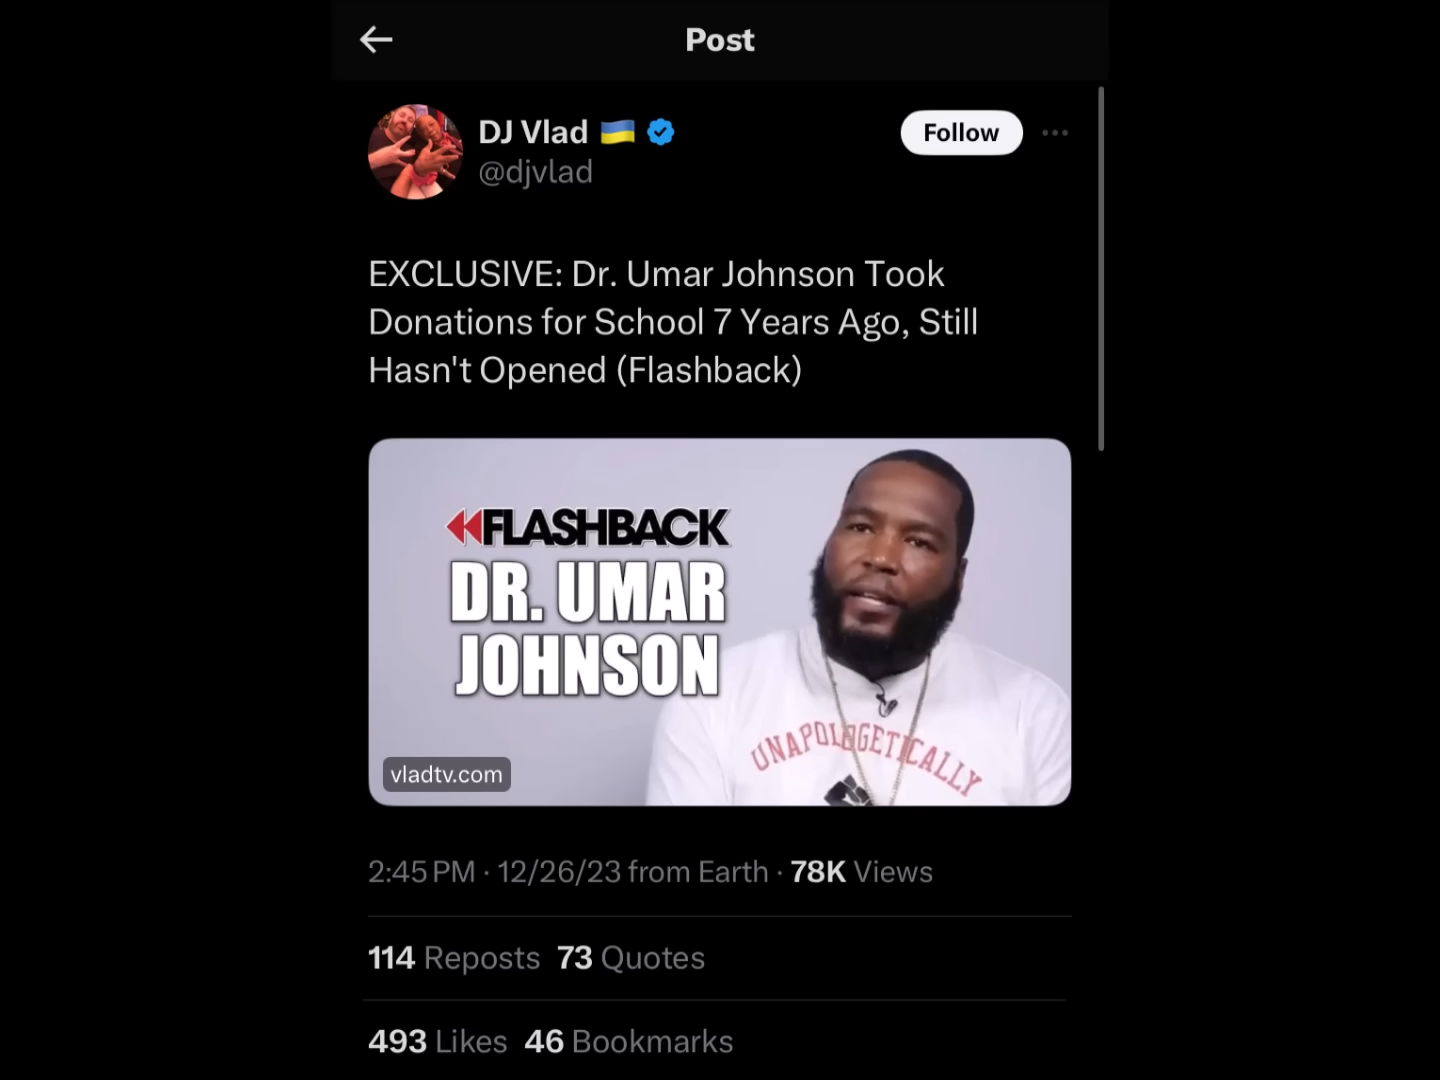 Post
DJ Vlad 🇺🇦
Follow
@djvlad
EXCLUSIVE: Dr. Umar Johnson Took
Donations for School 7 Years Ago, Still
Hasn't Opened (Flashback)
FLASHBACK
DR. UMAR
JOHNSON
UNAPOLOGETICALLY
vladtv.com
2:45 PM · 12/26/23 from Earth · 78K Views
114 Reposts 73 Quotes
493 Likes 46 Bookmarks